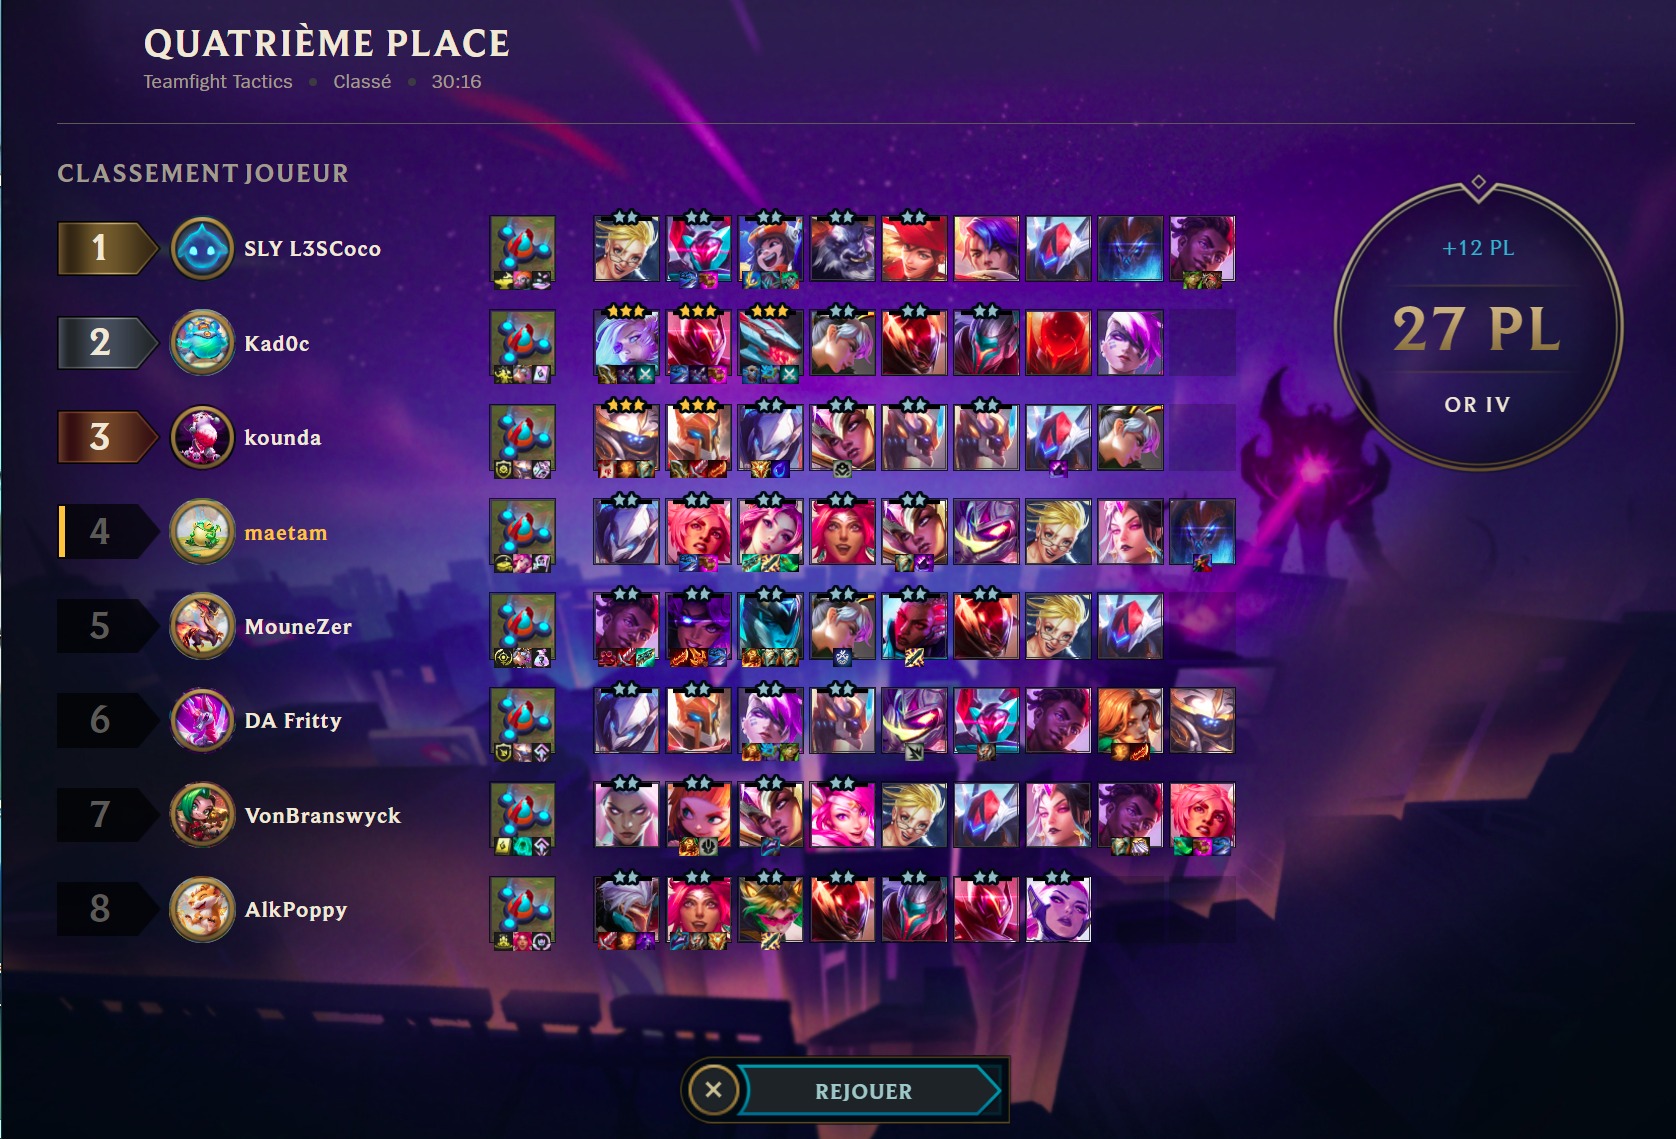 QUATRIÈME PLACE
Teamfight Tactics • Classé • 30:16
CLASSEMENT JOUEUR
1 SLY L3SCoco
2 Kad0c
3 kounda
4 maetam
5 MouneZer
6 DA Fritty
7 VonBranswyck
8 AlkPoppy
+12 PL
27 PL
OR IV
REJOUER